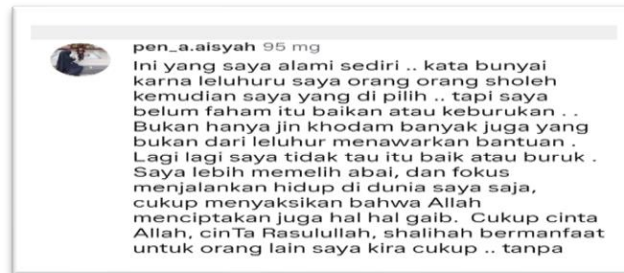 pen_a.aisyah 95 mg
Ini yang saya alami sediri .. kata bunyai
karna leluhuru saya orang orang sholeh
kemudian saya yang di pilih .. tapi saya
belum faham itu baikan atau keburukan . .
Bukan hanya jin khodam banyak juga yang
bukan dari leluhur menawarkan bantuan .
Lagi lagi saya tidak tau itu baik atau buruk .
Saya lebih memelih abai, dan fokus
menjalankan hidup di dunia saya saja,
cukup menyaksikan bahwa Allah
menciptakan juga hal hal gaib. Cukup cinta
Allah, cinTa Rasulullah, shalihah bermanfaat
untuk orang lain saya kira cukup .. tanpa